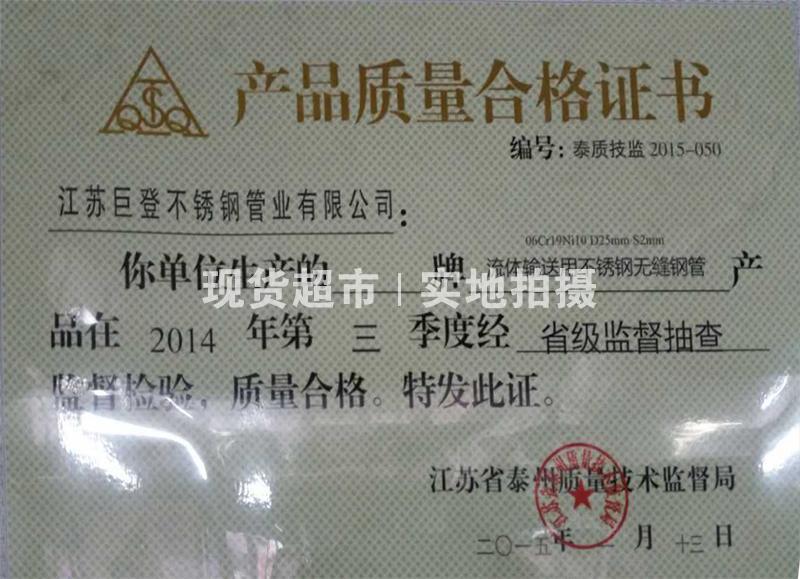 产品质量合格证书
编号：泰质技监 2015-050
江苏巨登不锈钢管业有限公司：
06Cr19Ni10 D25mm S2mm
你单位生产的 牌 流体输送用不锈钢无缝钢管 产
现货超市 | 实地拍摄
品在 2014 年第 三 季度经 省级监督抽查
监督检验，质量合格。特发此证。
江苏省泰州质量技术监督局
二〇一五年 一 月 十三 日